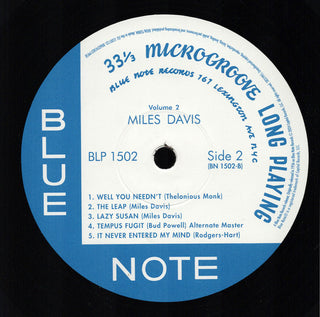 33⅓ MICROGROOVE LONG PLAYING
BLUE NOTE RECORDS 767 LEXINGTON AVE NYC
Volume 2
MILES DAVIS
BLP 1502
Side 2
(BN 1502-B)
1. WELL YOU NEEDN'T (Thelonious Monk)
2. THE LEAP (Miles Davis)
3. LAZY SUSAN (Miles Davis)
4. TEMPUS FUGIT (Bud Powell) Alternate Master
5. IT NEVER ENTERED MY MIND (Rodgers-Hart)
BLUE
NOTE